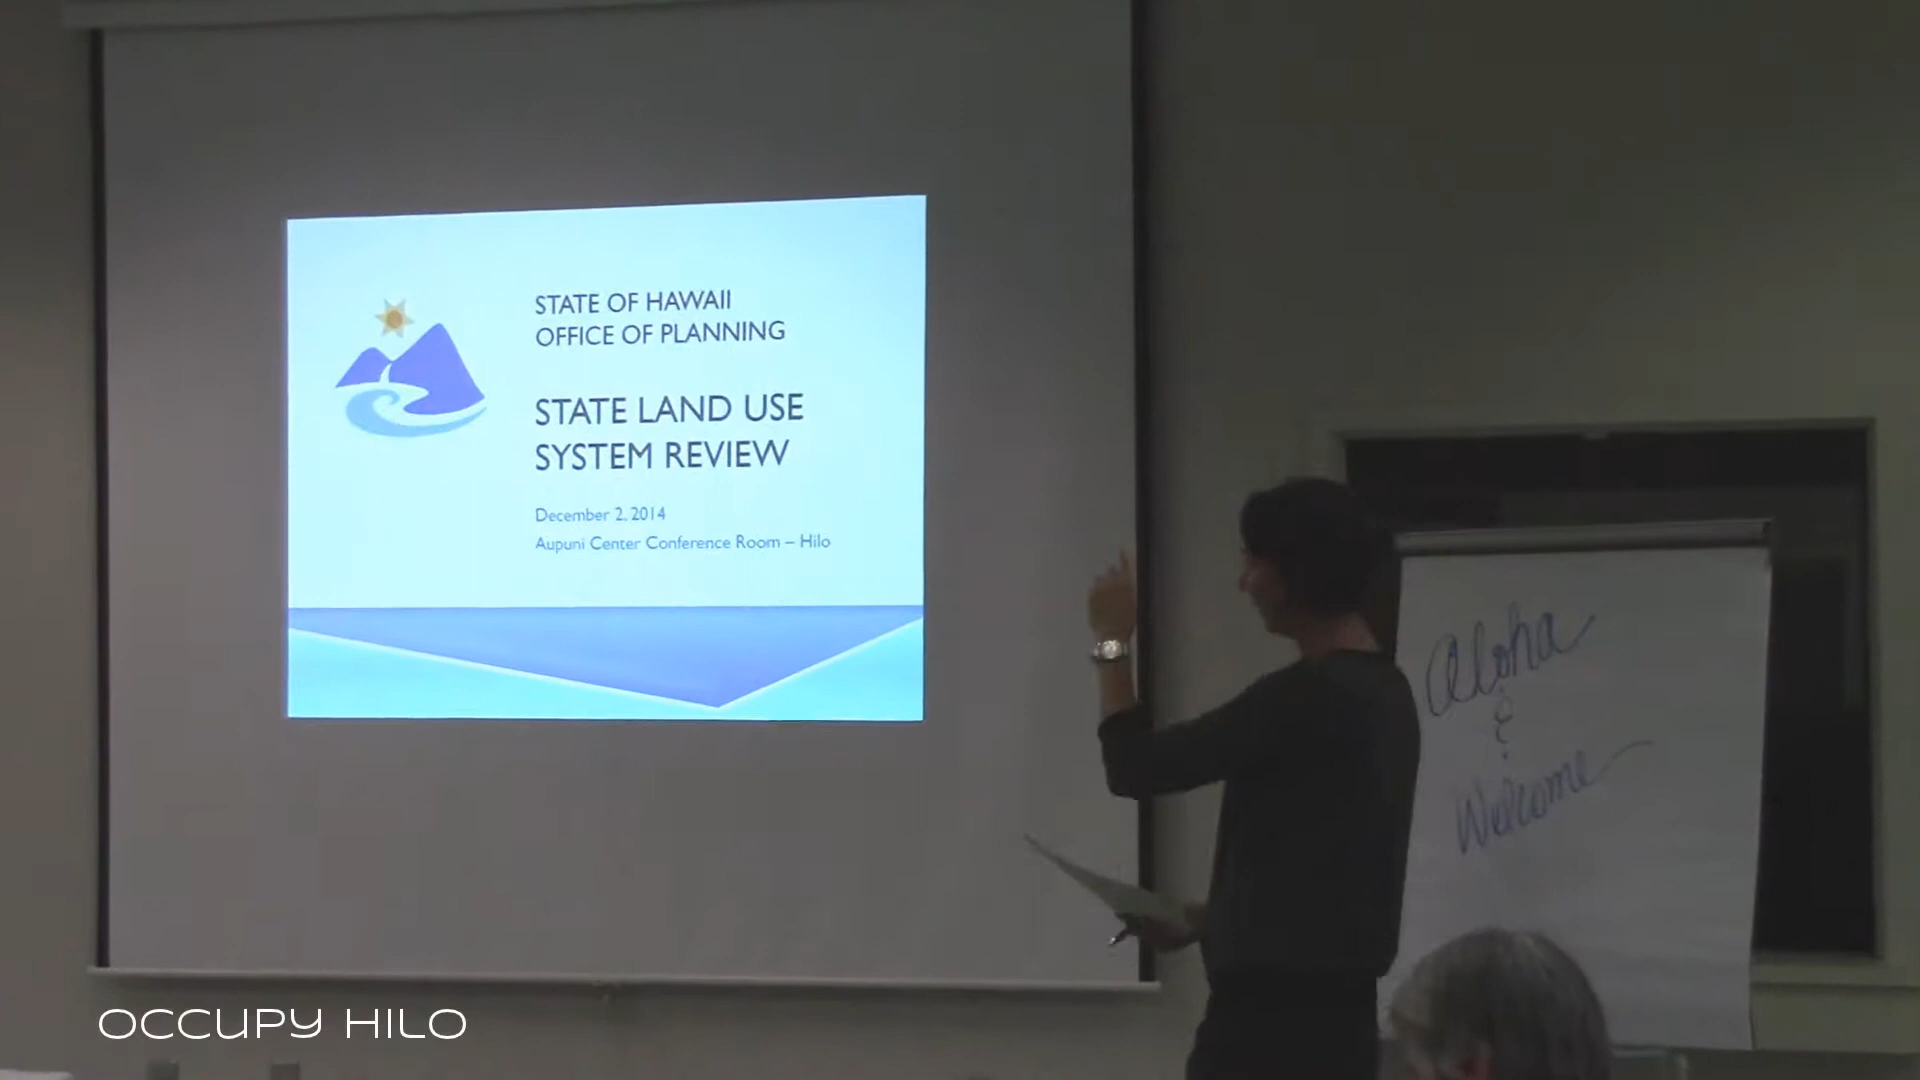 STATE OF HAWAII
OFFICE OF PLANNING
STATE LAND USE
SYSTEM REVIEW
December 2, 2014
Aupuni Center Conference Room – Hilo
Aloha
&
Welcome
OCCUPY HILO